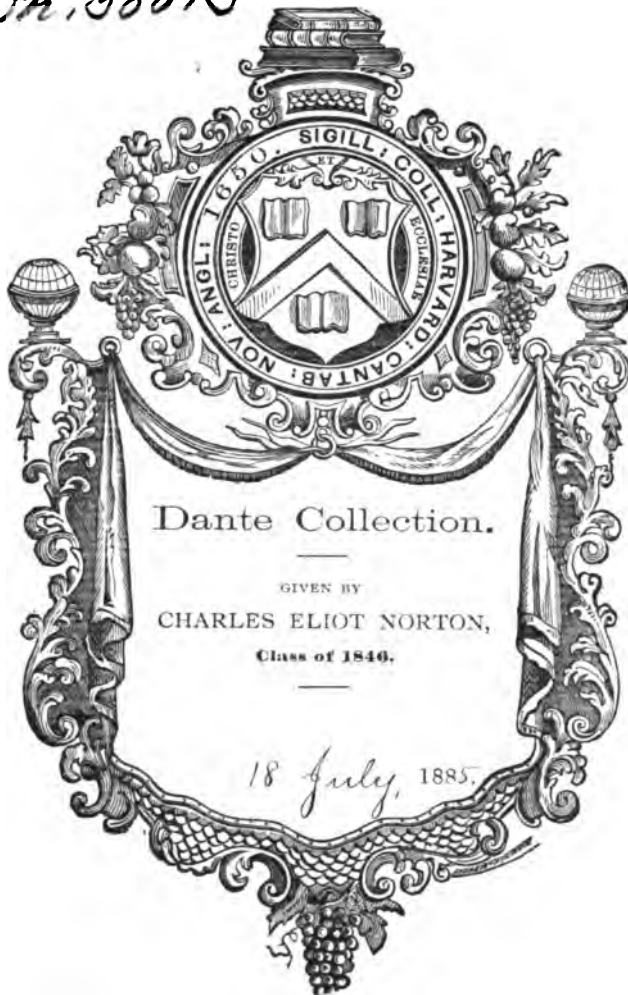 SIGILL: COLL: HARVARD: CANTAB: NOV: ANGL: 1650.
ET
CHRISTO
ECCLESIAE
Dante Collection.
GIVEN BY
CHARLES ELIOT NORTON,
Class of 1846.
18 July, 1885.